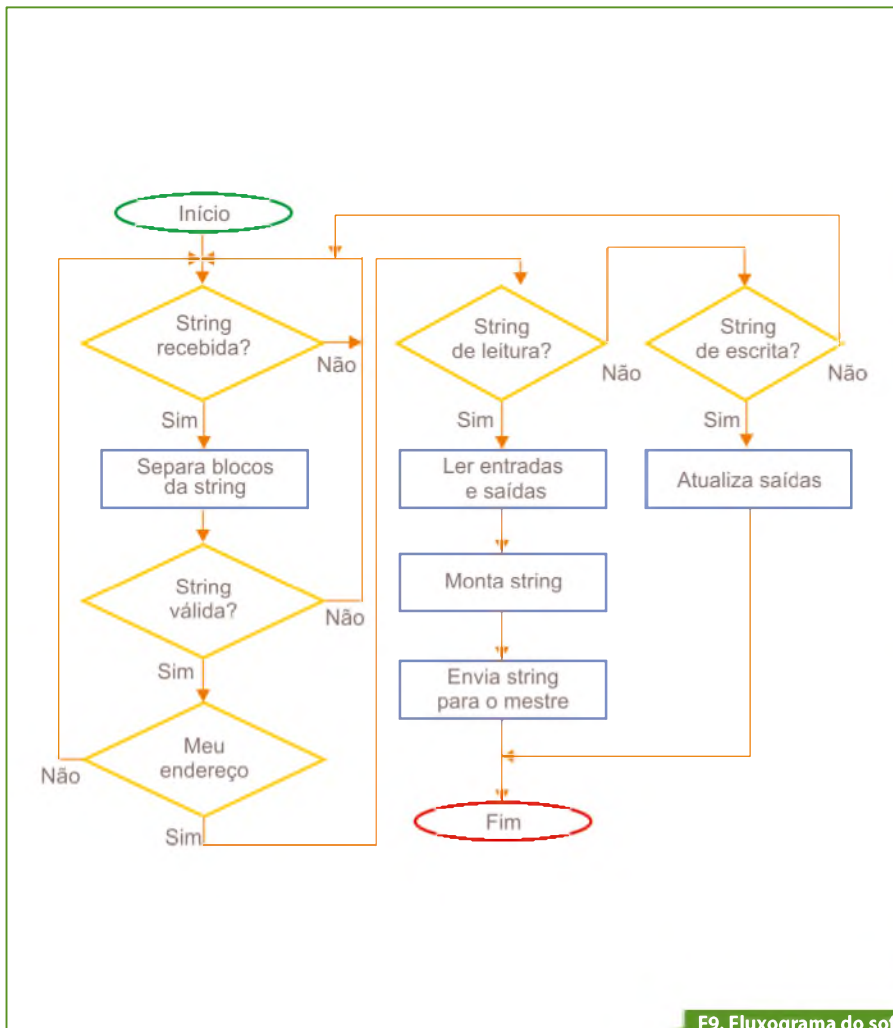 Início
String
recebida?
Não
Sim
Separa blocos
da string
String
válida?
Não
Sim
Meu
endereço
Não
Sim
String
de leitura?
Não
Sim
Ler entradas
e saídas
Monta string
Envia string
para o mestre
Fim
String
de escrita?
Não
Sim
Atualiza saídas
F9. Fluxograma do